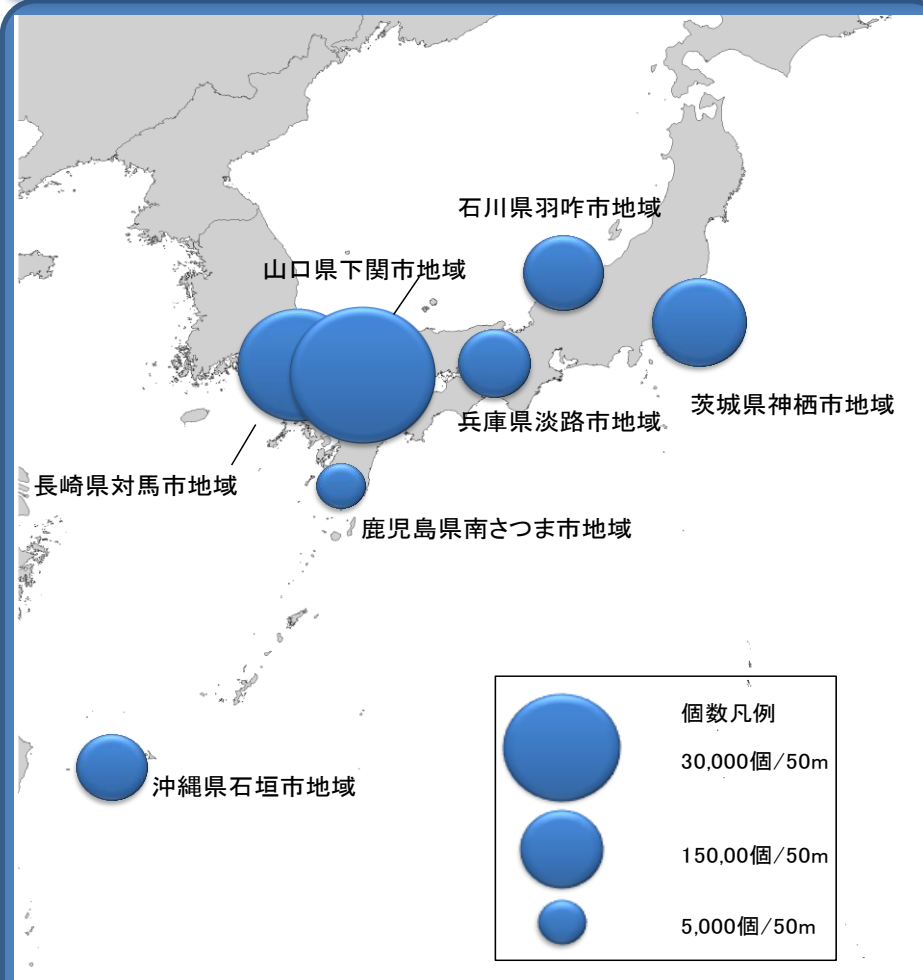 石川県羽咋市地域
山口県下関市地域
茨城県神栖市地域
兵庫県淡路市地域
長崎県対馬市地域
鹿児島県南さつま市地域
沖縄県石垣市地域
個数凡例
30,000個/50m
150,00個/50m
5,000個/50m